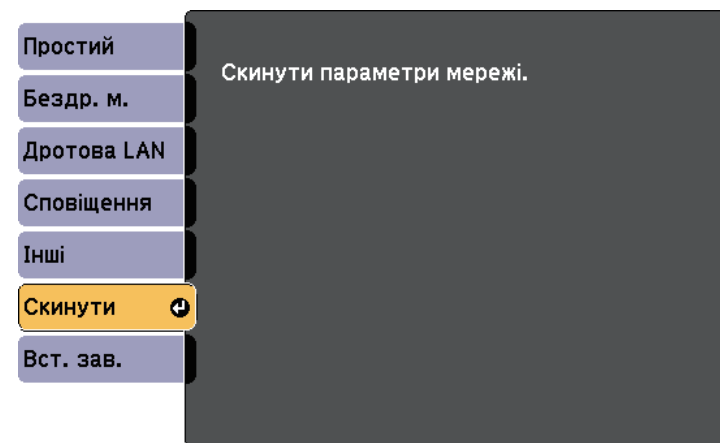 Простий
Бездр. м.
Дротова LAN
Сповіщення
Інші
Скинути
Вст. зав.
Скинути параметри мережі.